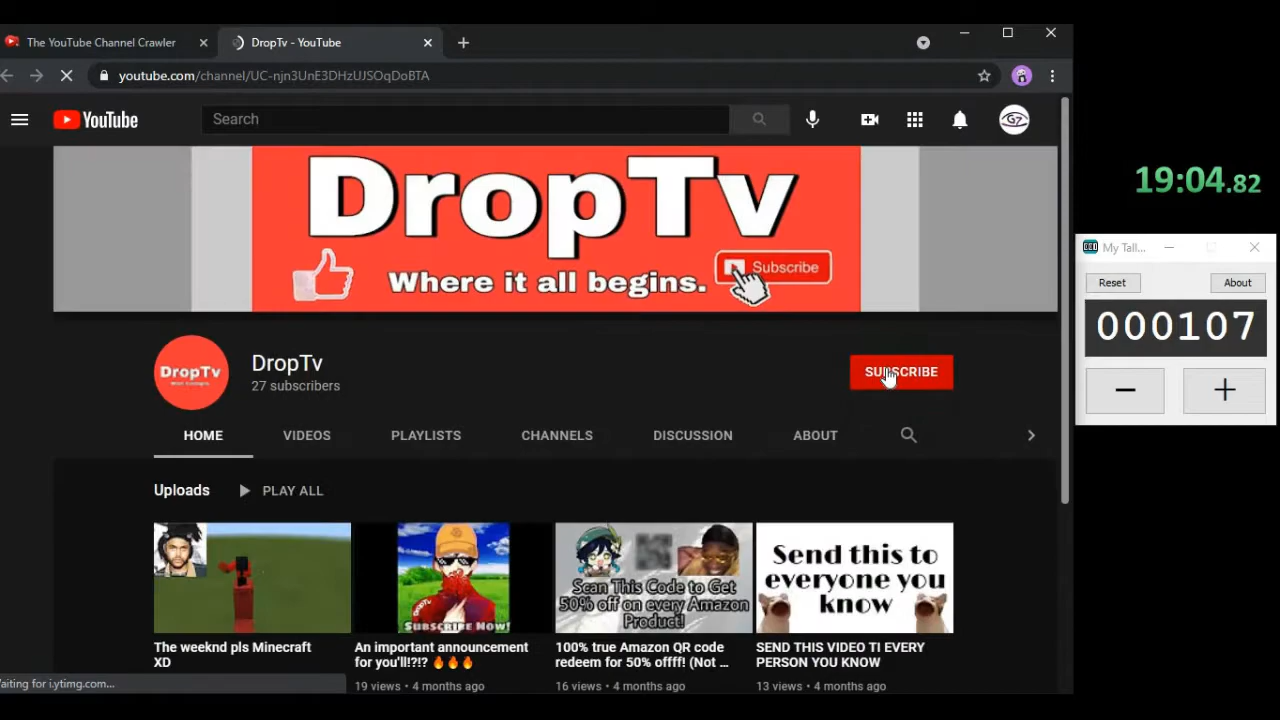 The YouTube Channel Crawler
DropTv - YouTube
youtube.com/channel/UC-njn3UnE3DHzUJSOqDoBTA
YouTube
Search
G7
DropTv
Where it all begins.
Subscribe
19:04.82
My Tall...
Reset
About
000107
DropTv
DropTv
27 subscribers
SUBSCRIBE
HOME
VIDEOS
PLAYLISTS
CHANNELS
DISCUSSION
ABOUT
Uploads
PLAY ALL
SUBSCRIBE NOW!
Scan This Code to Get
50% off on every Amazon
Product!
Send this to
everyone you
know
The weeknd pls Minecraft
XD
An important announcement
for you'll!?!? 🔥🔥🔥
19 views • 4 months ago
100% true Amazon QR code
redeem for 50% offff! (Not ...
16 views • 4 months ago
SEND THIS VIDEO TI EVERY
PERSON YOU KNOW
13 views • 4 months ago
aiting for i.ytimg.com...